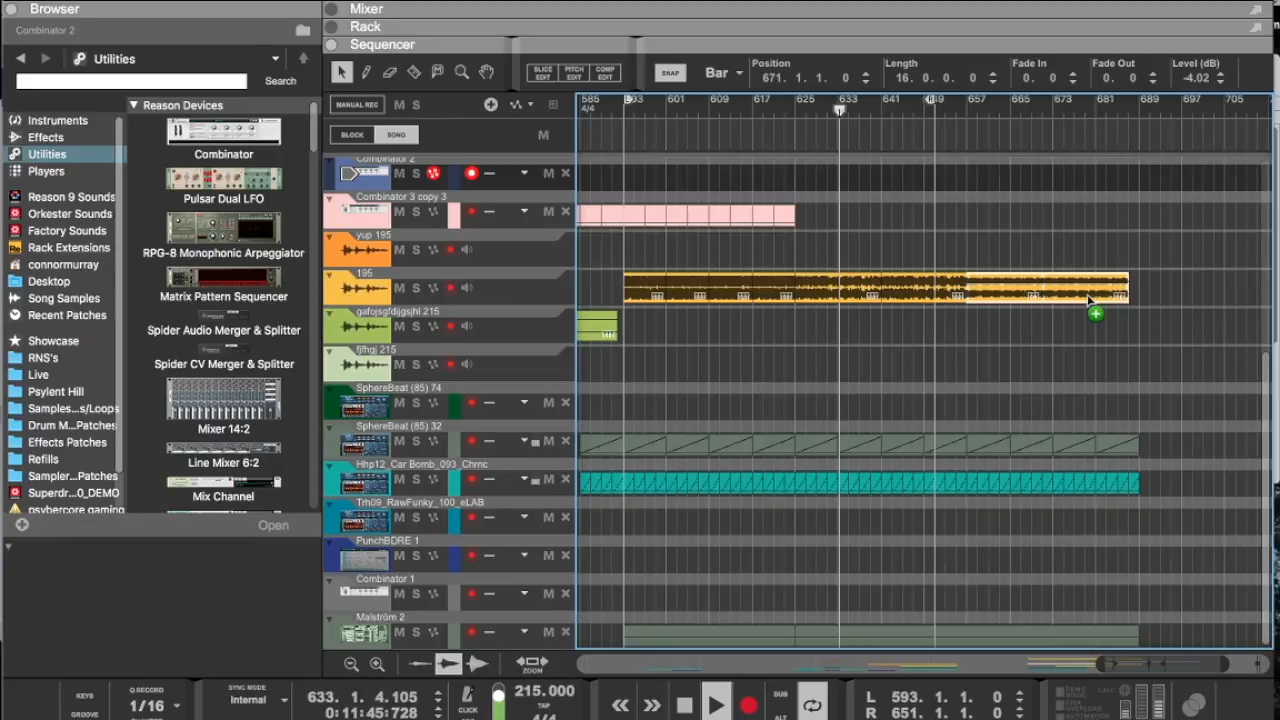 Browser
Combinator 2
Utilities
Search
Instruments
Effects
Utilities
Players
Reason 9 Sounds
Orkester Sounds
Factory Sounds
Rack Extensions
connormurray
Desktop
Song Samples
Recent Patches
Showcase
RNS's
Live
Psylent Hill
Samples...s/Loops
Drum M...Patches
Effects Patches
Refills
Sampler...Patches
Superdr...0_DEMO
psybercore gaming
Reason Devices
Combinator
Pulsar Dual LFO
RPG-8 Monophonic Arpeggiator
Matrix Pattern Sequencer
Spider Audio Merger & Splitter
Spider CV Merger & Splitter
Mixer 14:2
Line Mixer 6:2
Mix Channel
Open
Mixer
Rack
Sequencer
SLICE EDIT PITCH EDIT COMP EDIT
SNAP Bar
Position
671. 1. 1. 0
Length
16. 0. 0. 0
Fade In
0. 0
Fade Out
0. 0
Level (dB)
-4.02
MANUAL REC M S
BLOCK SONG M
585 593 601 609 617 625 633 641 649 657 665 673 681 689 697 705
4/4
Combinator 2
M S
Combinator 3 copy 3
M S M X
yup 195
M S
195
M S
gafojsgfdijgsjhl 215
M S
fjfhgj 215
M S
SphereBeat (85) 74
M S M X
SphereBeat (85) 32
M S M X
Hhp12_Car Bomb_093_Chrnc
M S M X
Trh09_RawFunky_100_eLAB
M S M X
PunchBDRE 1
M S M X
Combinator 1
M S M X
Malström 2
M S M X
ZOOM
KEYS
GROOVE
Q RECORD
1/16
SYNC MODE
Internal
633. 1. 4.105
0:11:45:728
CLICK
215.000
TAP
4/4
DUB
ALT
L 593. 1. 1. 0
R 651. 1. 1. 0
CALC